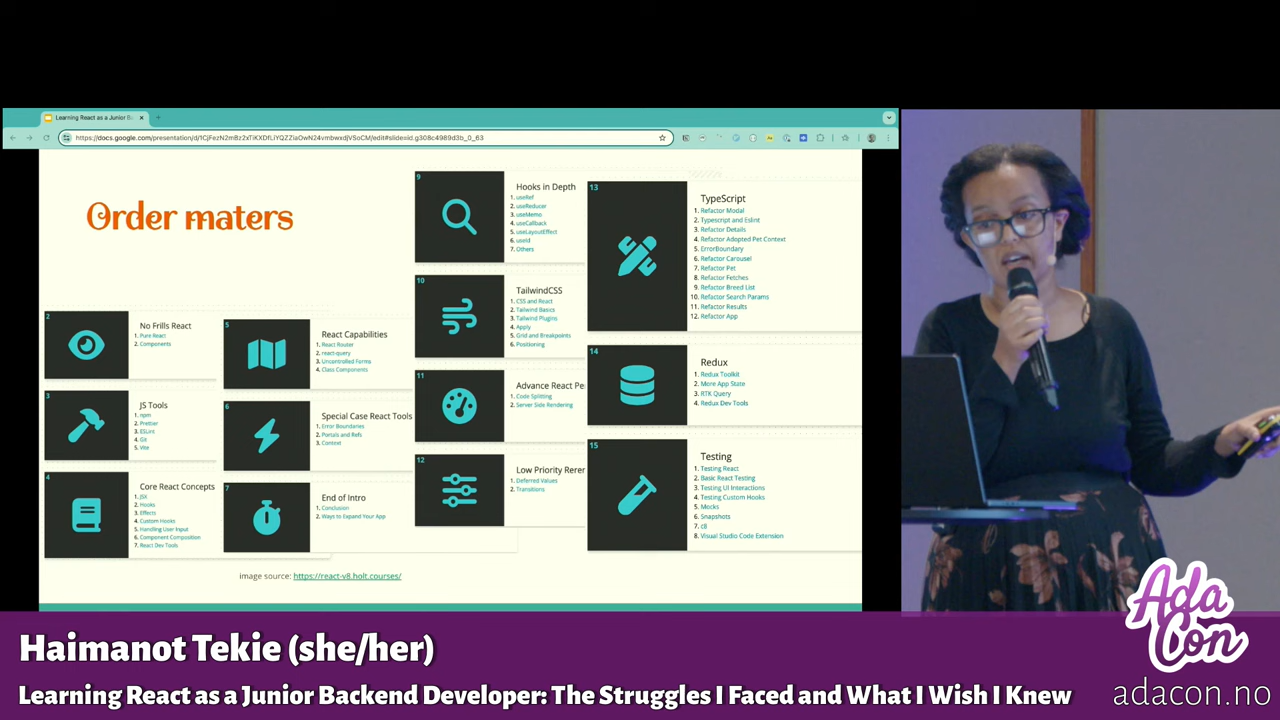 Learning React as a Junior B
https://docs.google.com/presentation/d/
Order maters
2
No Frills React
1. Pure React
2. Components
3
JS Tools
1. npm
2. Prettier
3. ESLint
4. Git
5. Vite
4
Core React Concepts
1. JSX
2. Hooks
3. Effects
4. Custom Hooks
5. Handling User Input
6. Component Composition
7. React Dev Tools
5
React Capabilities
1. React Router
2. react-query
3. Uncontrolled Forms
4. Class Components
6
Special Case React Tools
1. Error Boundaries
2. Portals and Refs
3. Context
7
End of Intro
1. Conclusion
2. Ways to Expand Your App
9
Hooks in Depth
1. useRef
2. useReducer
3. useMemo
4. useCallback
5. useLayoutEffect
6. useId
7. Others
10
TailwindCSS
1. CSS and React
2. Tailwind Basics
3. Tailwind Plugins
4. Apply
5. Grid and Breakpoints
6. Positioning
11
Advance React Pe
1. Code Splitting
2. Server Side Rendering
12
Low Priority Rerer
1. Deferred Values
2. Transitions
13
TypeScript
1. Refactor Modal
2. Typescript and Eslint
3. Refactor Details
4. Refactor Adopted Pet Context
5. ErrorBoundary
6. Refactor Carousel
7. Refactor Pet
8. Refactor Fetches
9. Refactor Breed List
10. Refactor Search Params
11. Refactor Results
12. Refactor App
14
Redux
1. Redux Toolkit
2. More App State
3. RTK Query
4. Redux Dev Tools
15
Testing
1. Testing React
2. Basic React Testing
3. Testing UI Interactions
4. Testing Custom Hooks
5. Mocks
6. Snapshots
7. c8
8. Visual Studio Code Extension
image source: https://react-v8.holt.courses/
Haimanot Tekie (she/her)
Learning React as a Junior Backend Developer: The Struggles I Faced and What I Wish I Knew
Ada
Con
adacon.no